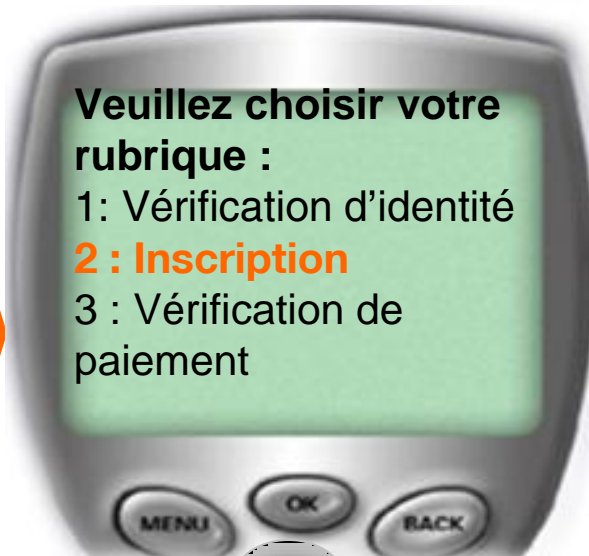 Veuillez choisir votre
rubrique :
1: Vérification d’identité
2 : Inscription
3 : Vérification de
paiement
MENU
OK
BACK